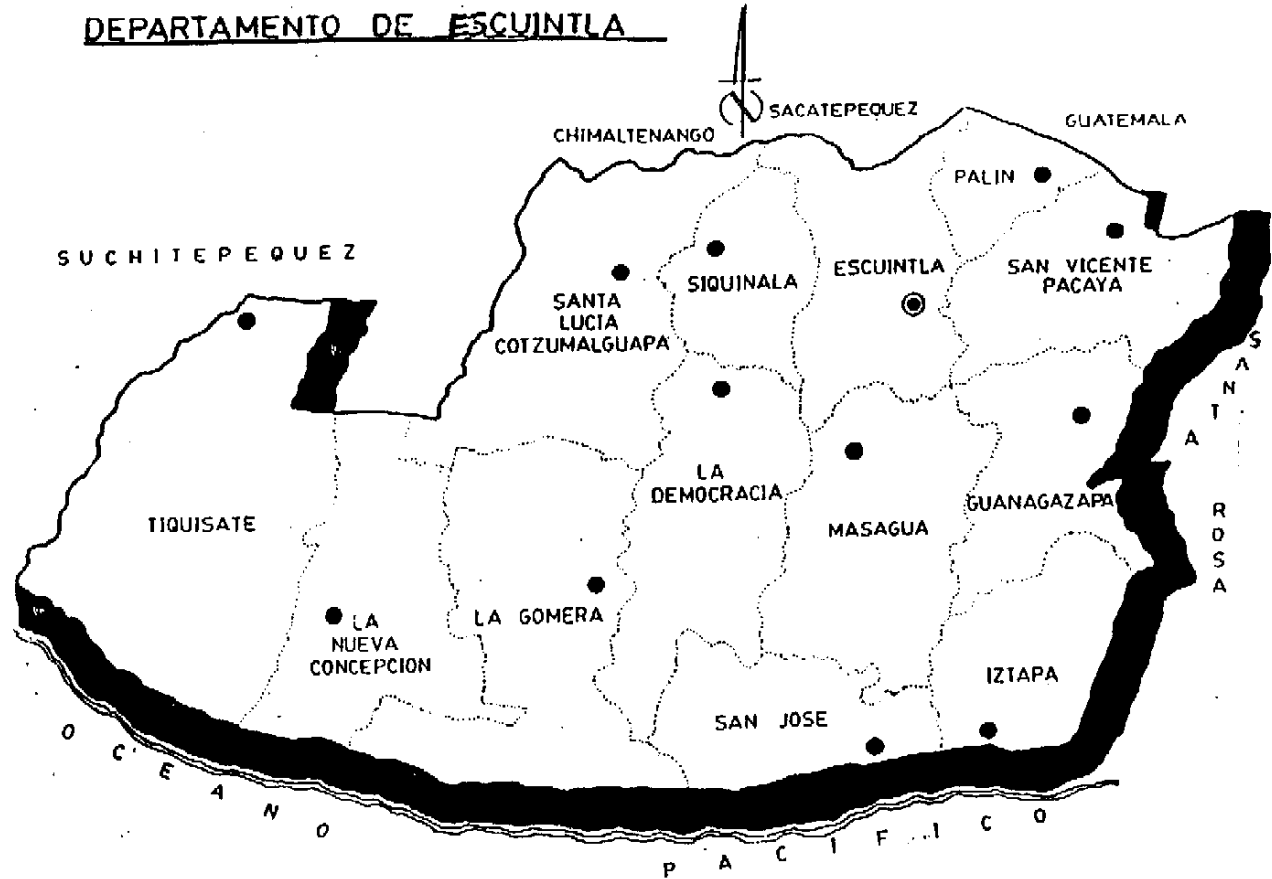 DEPARTAMENTO DE ESCUINTLA
SACATEPEQUEZ
GUATEMALA
CHIMALTENANGO
PALIN
SUCHITEPEQUEZ
ESCUINTLA
SAN VICENTE
PACAYA
SIQUINALA
SANTA
LUCIA
COTZUMALGUAPA
SANTA ROSA
LA
DEMOCRACIA
GUANAGAZAPA
TIQUISATE
MASAGUA
LA GOMERA
LA
NUEVA
CONCEPCION
IZTAPA
SAN JOSE
OCEANO PACIFICO